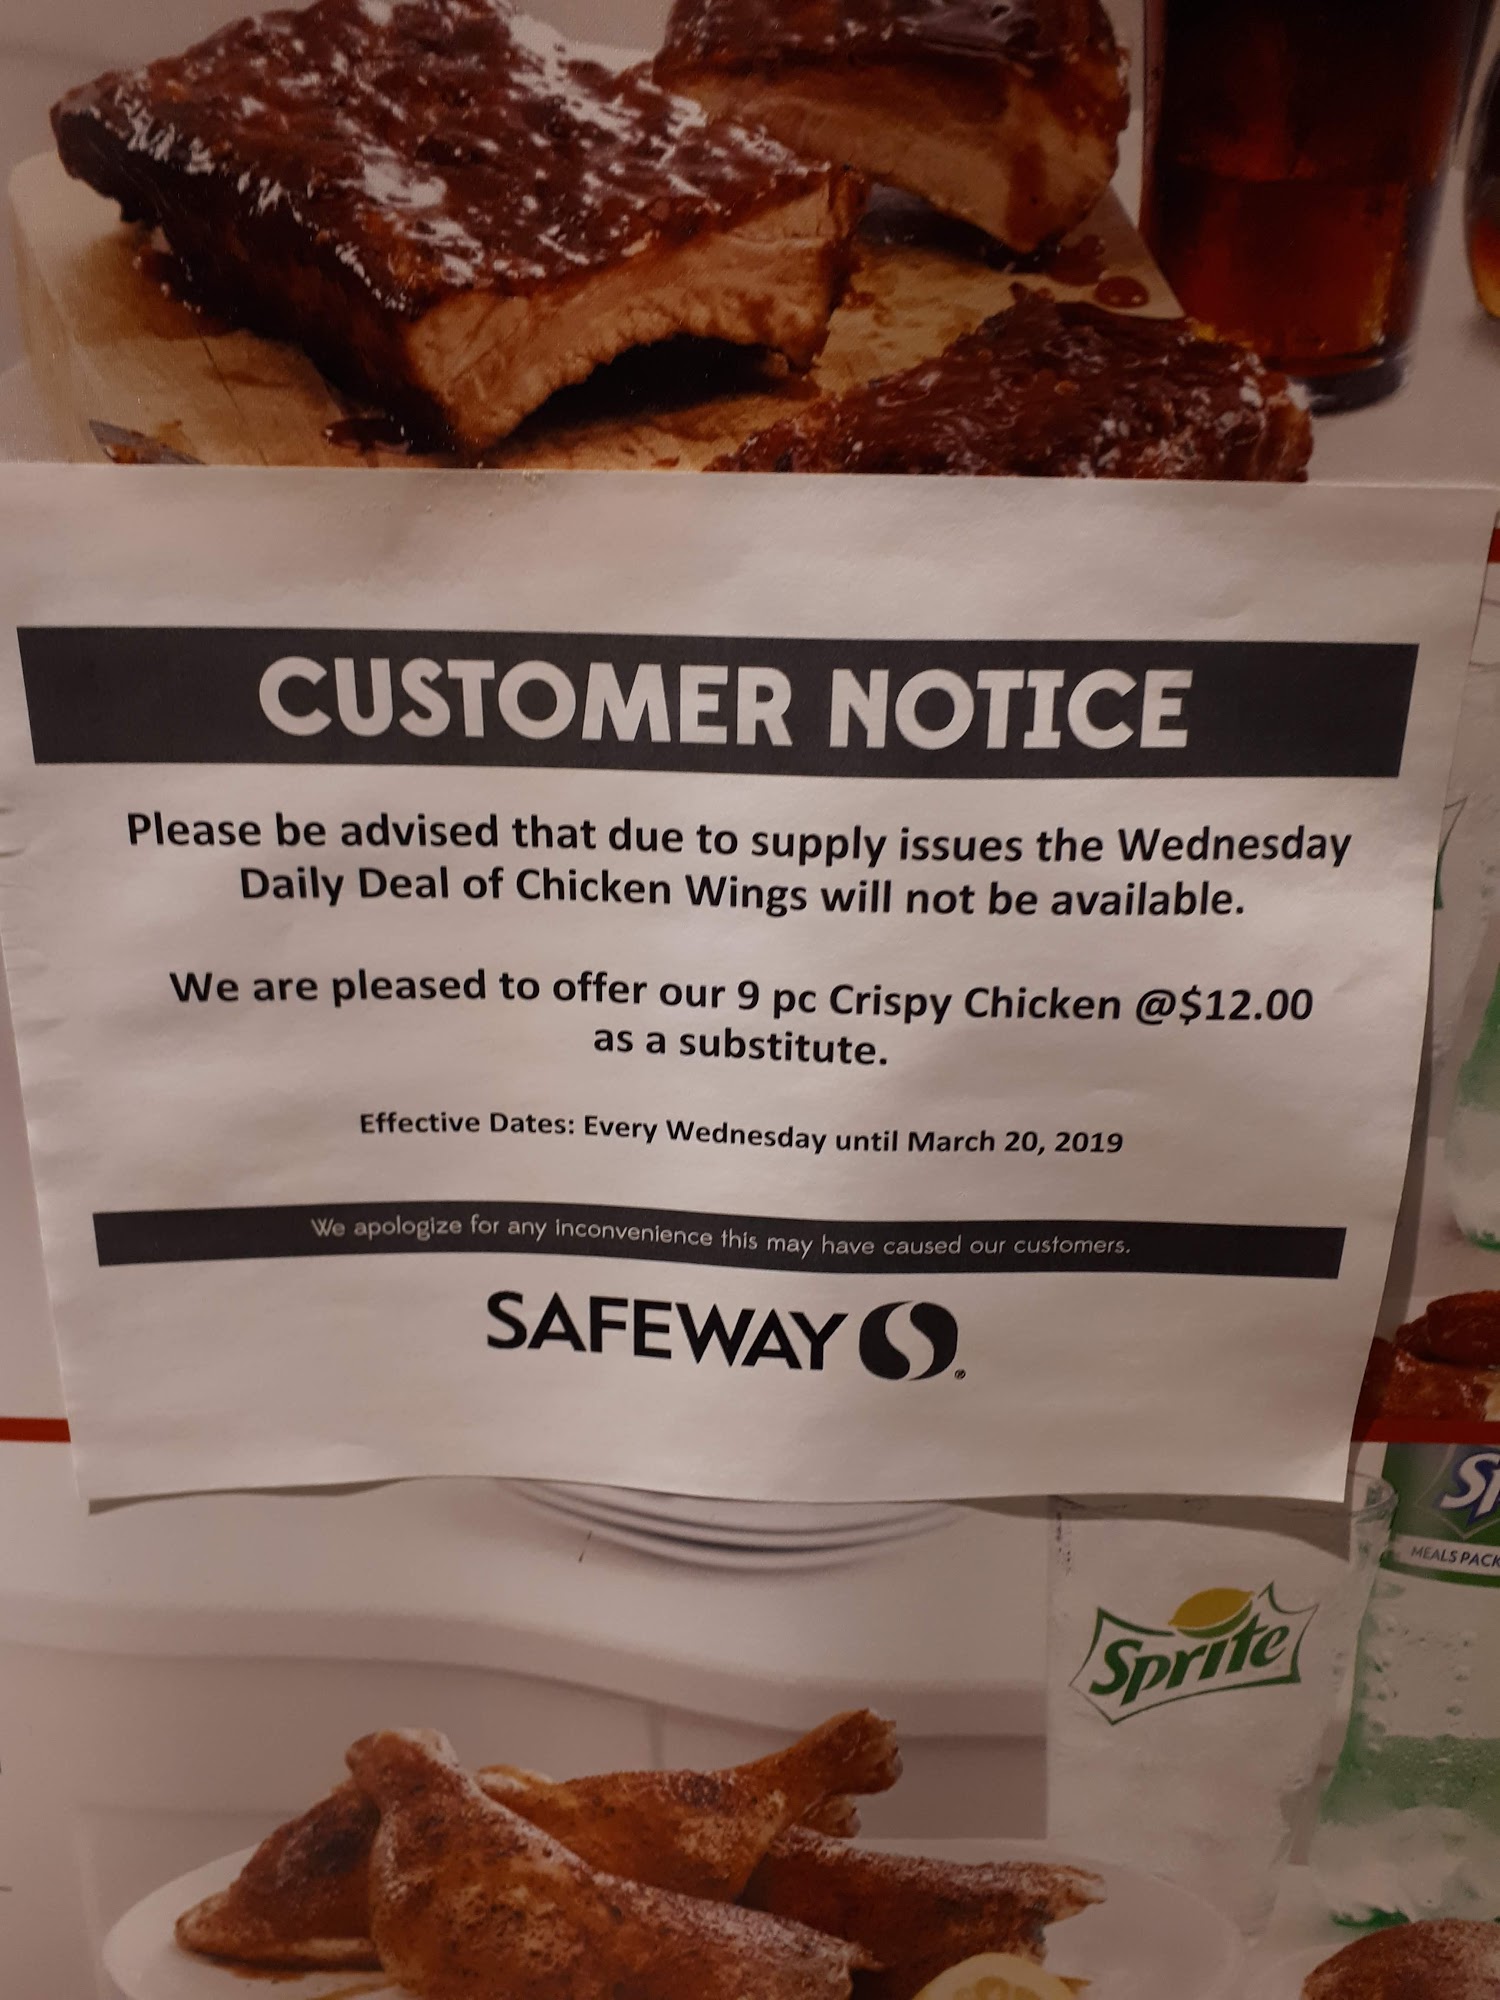 CUSTOMER NOTICE
Please be advised that due to supply issues the Wednesday
Daily Deal of Chicken Wings will not be available.
We are pleased to offer our 9 pc Crispy Chicken @$12.00
as a substitute.
Effective Dates: Every Wednesday until March 20, 2019
We apologize for any inconvenience this may have caused our customers.
SAFEWAY ®
MEALS PACK
Sprite